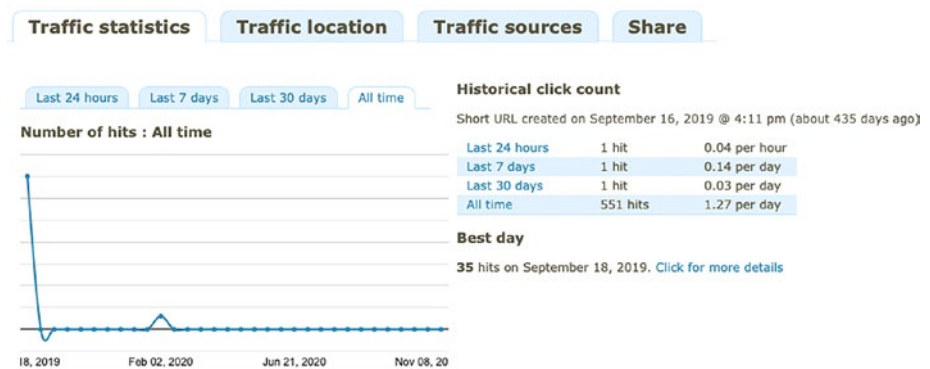 Traffic statistics Traffic location Traffic sources Share
Last 24 hours Last 7 days Last 30 days All time
Number of hits : All time
18, 2019 Feb 02, 2020 Jun 21, 2020 Nov 08, 20
Historical click count
Short URL created on September 16, 2019 @ 4:11 pm (about 435 days ago)
Last 24 hours 1 hit 0.04 per hour
Last 7 days 1 hit 0.14 per day
Last 30 days 1 hit 0.03 per day
All time 551 hits 1.27 per day
Best day
35 hits on September 18, 2019. Click for more details